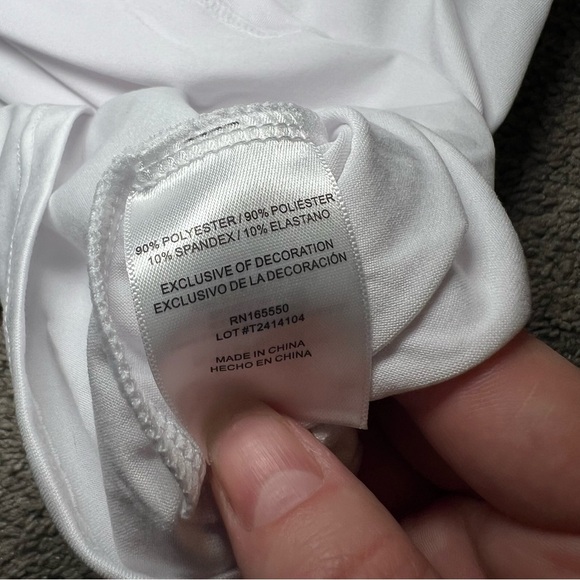 90% POLYESTER / 90% POLIÉSTER
10% SPANDEX / 10% ELASTANO
EXCLUSIVE OF DECORATION
EXCLUSIVO DE LA DECORACIÓN
RN165550
LOT #T2414104
MADE IN CHINA
HECHO EN CHINA